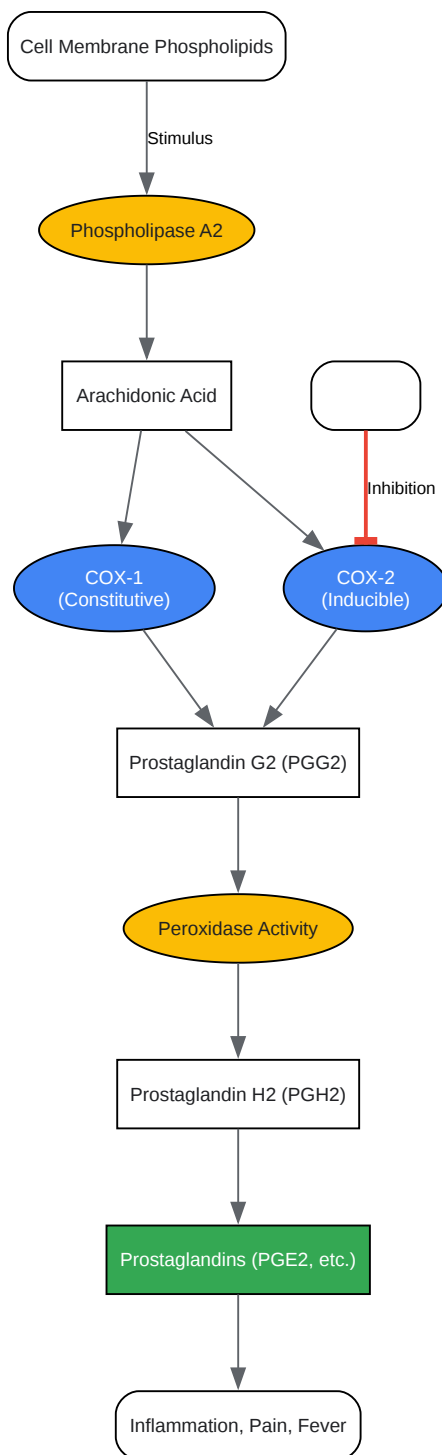 Cell Membrane Phospholipids
Stimulus
Phospholipase A2
Arachidonic Acid
Inhibition
COX-1
(Constitutive)
COX-2
(Inducible)
Prostaglandin G2 (PGG2)
Peroxidase Activity
Prostaglandin H2 (PGH2)
Prostaglandins (PGE2, etc.)
Inflammation, Pain, Fever